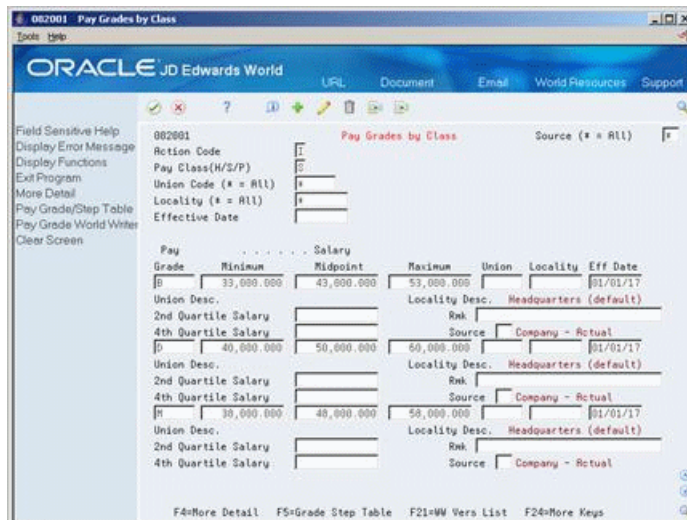 082001 Pay Grades by Class
Tools Help
ORACLE JD Edwards World
URL Document Email World Resources Support
Field Sensitive Help
Display Error Message
Display Functions
Exit Program
More Detail
Pay Grade/Step Table
Pay Grade World Writer
Clear Screen
082001 Pay Grades by Class Source (* = All) *
Action Code I
Pay Class(H/S/P) S
Union Code (* = All) *
Locality (* = All) *
Effective Date
Pay . . . . . . Salary
Grade Minimum Midpoint Maximum Union Locality Eff Date
B 33,000.000 43,000.000 53,000.000 01/01/17
Union Desc. Locality Desc. Headquarters (default)
2nd Quartile Salary Rmk
4th Quartile Salary Source Company - Actual
D 40,000.000 50,000.000 60,000.000 01/01/17
Union Desc. Locality Desc. Headquarters (default)
2nd Quartile Salary Rmk
4th Quartile Salary Source Company - Actual
M 38,000.000 48,000.000 58,000.000 01/01/17
Union Desc. Locality Desc. Headquarters (default)
2nd Quartile Salary Rmk
4th Quartile Salary Source Company - Actual
F4=More Detail F5=Grade Step Table F21=WW Vers List F24=More Keys